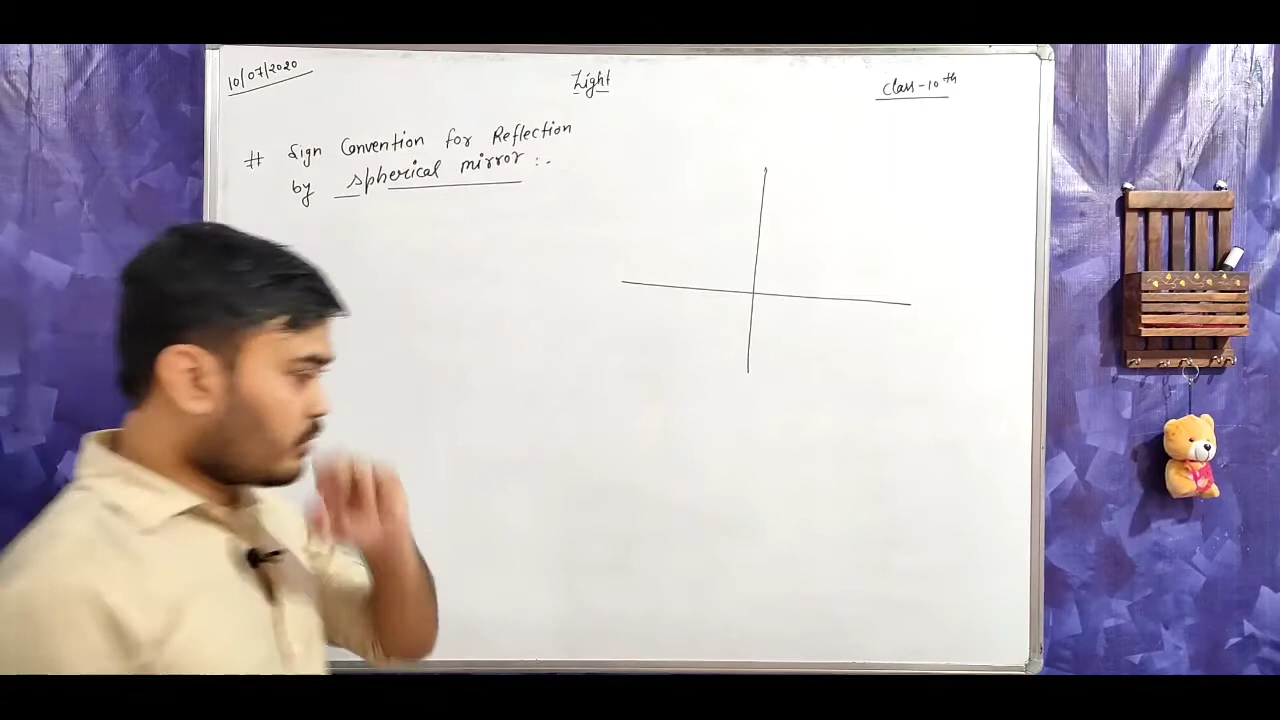 10/07/2020
Light
Class-10th
# Sign Convention for Reflection
by spherical mirror :-